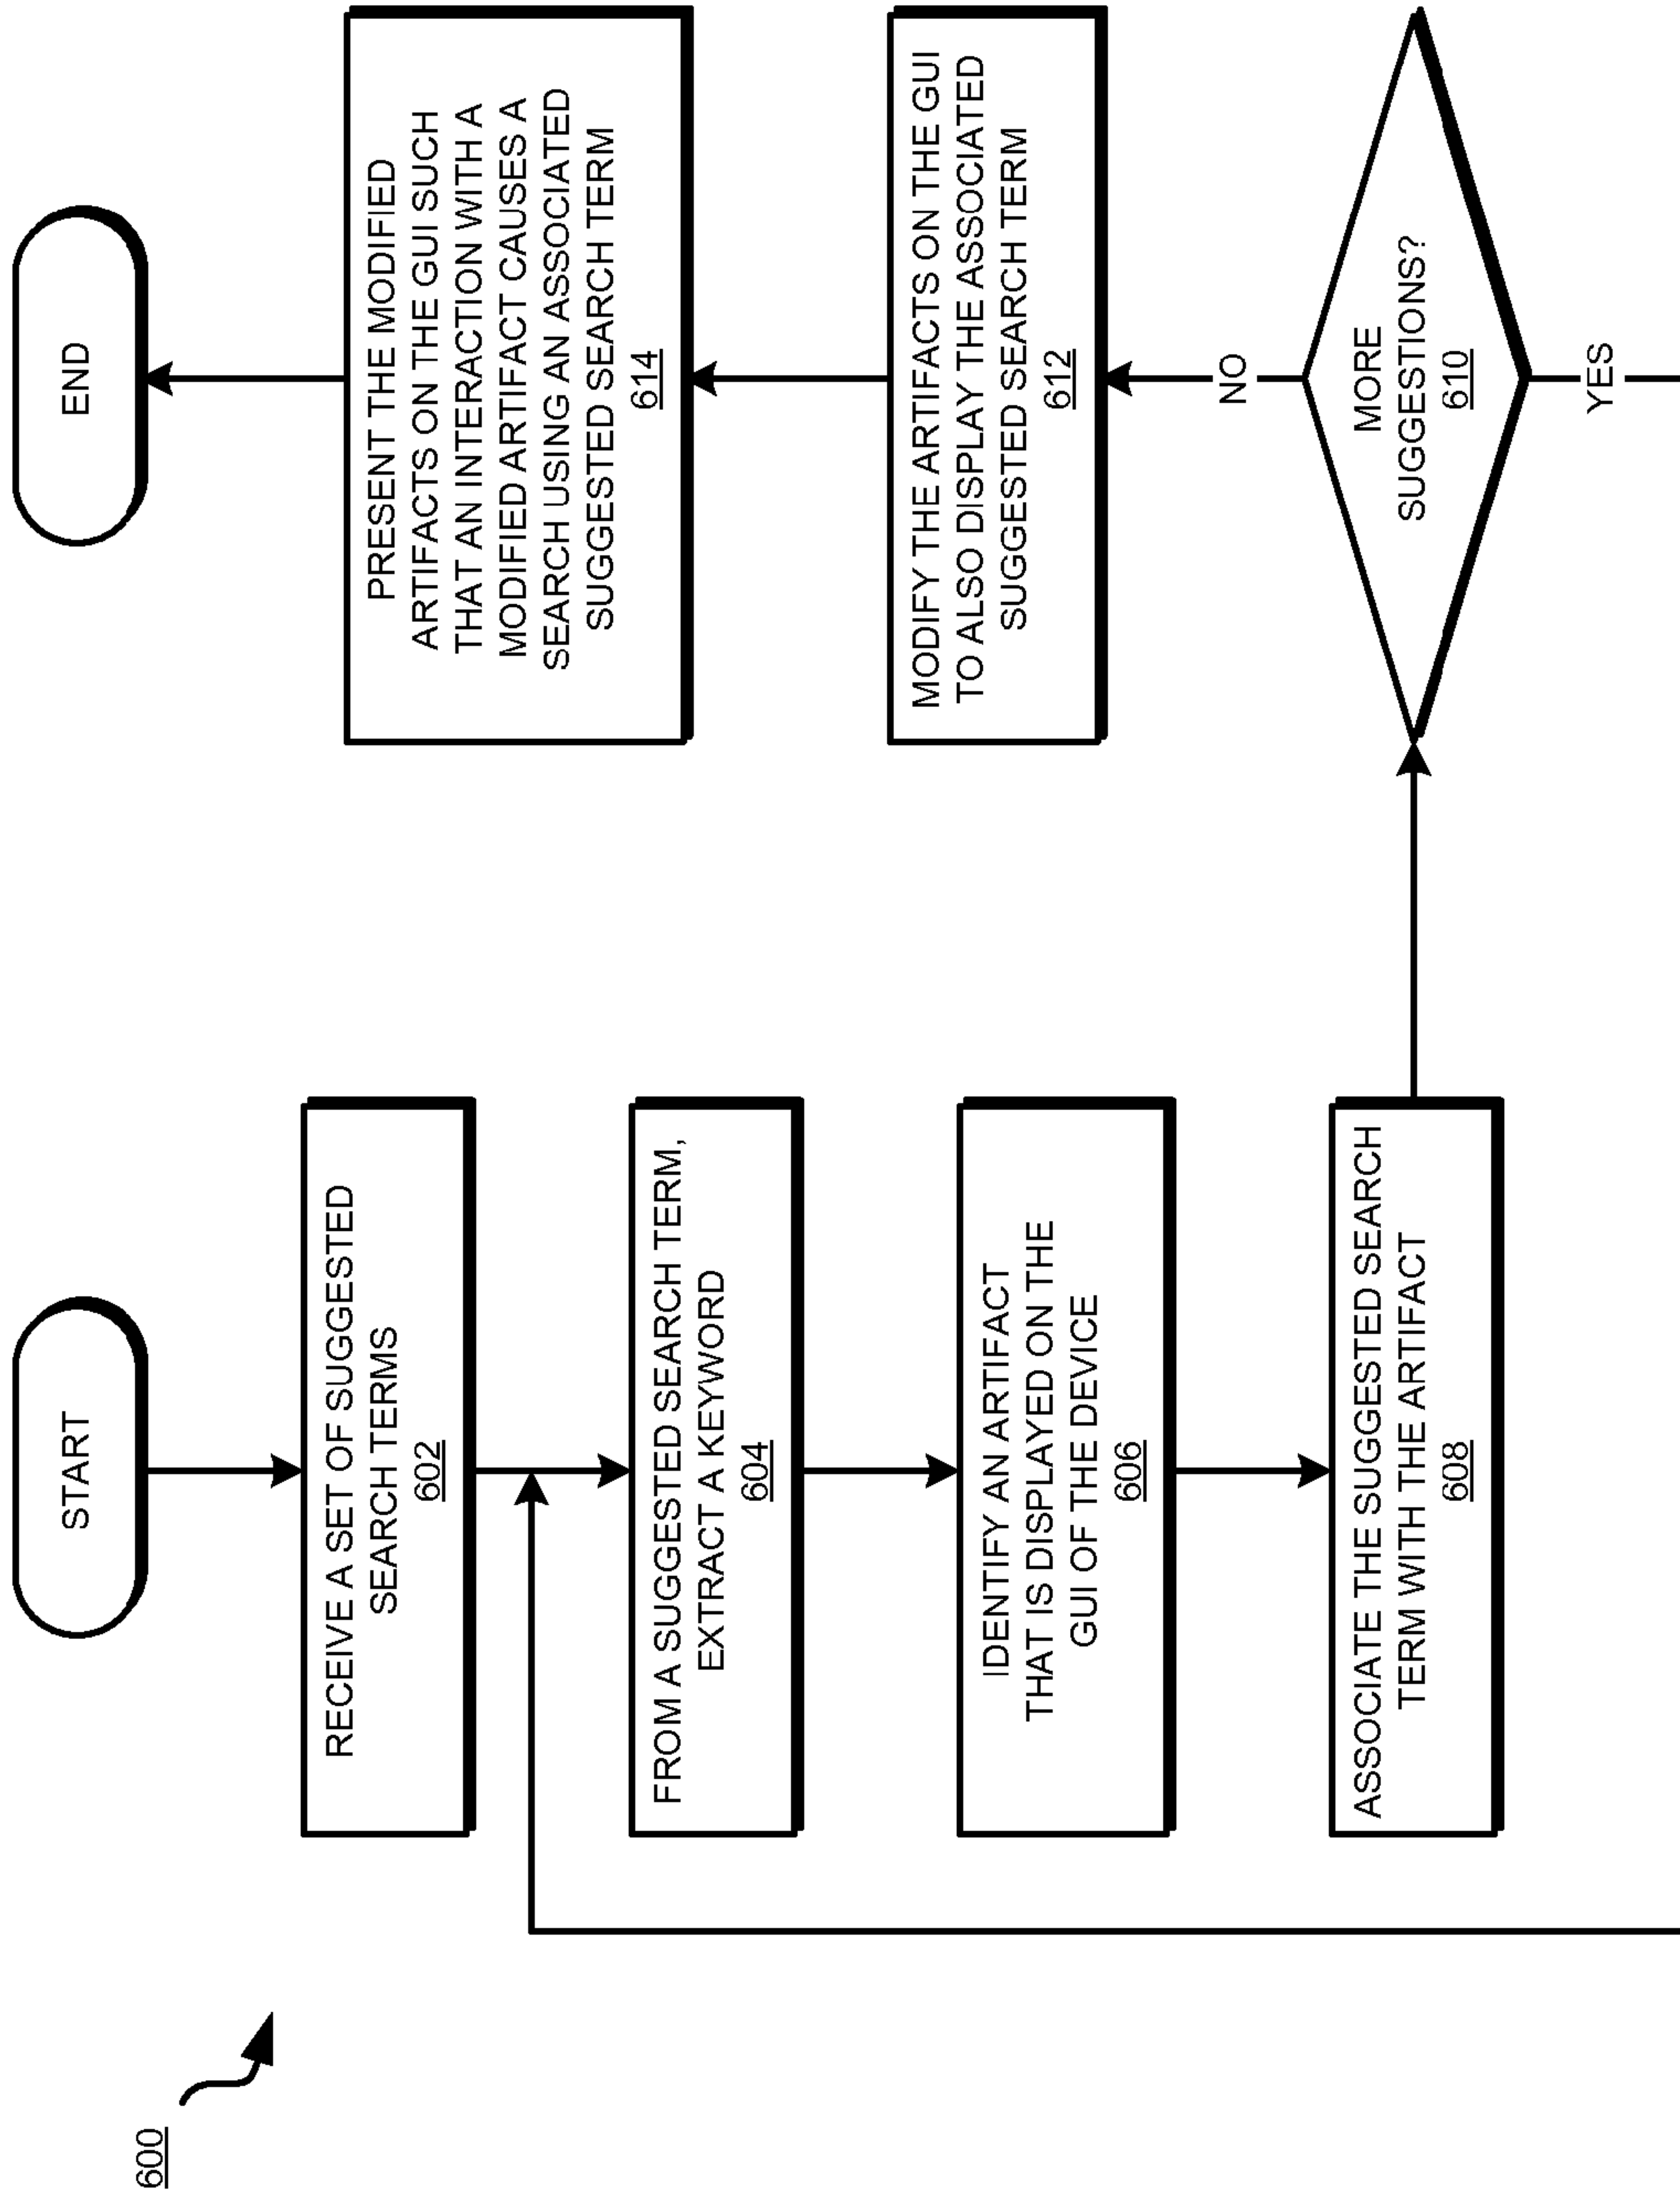 600
START
RECEIVE A SET OF SUGGESTED
SEARCH TERMS
602
FROM A SUGGESTED SEARCH TERM,
EXTRACT A KEYWORD
604
IDENTIFY AN ARTIFACT
THAT IS DISPLAYED ON THE
GUI OF THE DEVICE
606
ASSOCIATE THE SUGGESTED SEARCH
TERM WITH THE ARTIFACT
608
MORE
SUGGESTIONS?
610
YES
NO
MODIFY THE ARTIFACTS ON THE GUI
TO ALSO DISPLAY THE ASSOCIATED
SUGGESTED SEARCH TERM
612
PRESENT THE MODIFIED
ARTIFACTS ON THE GUI SUCH
THAT AN INTERACTION WITH A
MODIFIED ARTIFACT CAUSES A
SEARCH USING AN ASSOCIATED
SUGGESTED SEARCH TERM
614
END